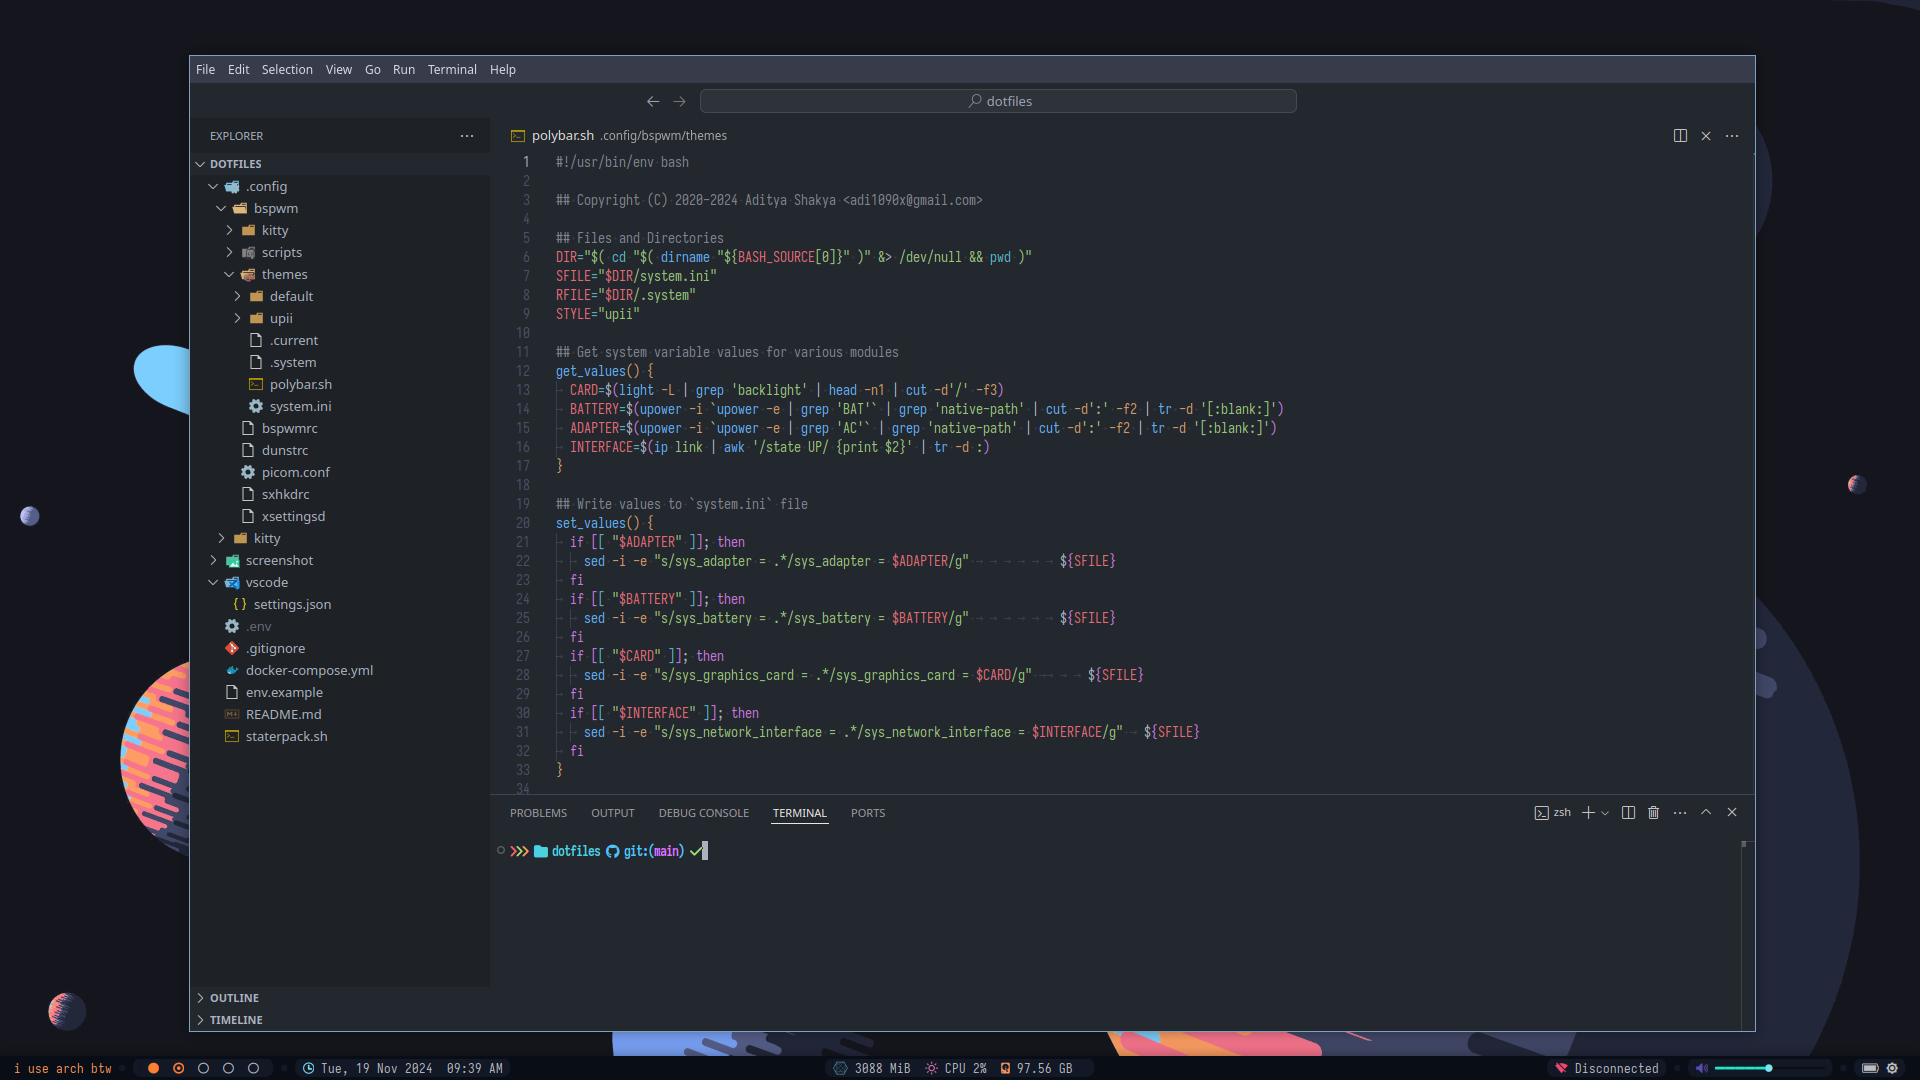 File Edit Selection View Go Run Terminal Help
dotfiles
EXPLORER
DOTFILES
.config
bspwm
kitty
scripts
themes
default
upii
.current
.system
polybar.sh
system.ini
bspwmrc
dunstrc
picom.conf
sxhkdrc
xsettingsd
kitty
screenshot
vscode
settings.json
.env
.gitignore
docker-compose.yml
env.example
README.md
staterpack.sh
OUTLINE
TIMELINE
polybar.sh .config/bspwm/themes
1 #!/usr/bin/env bash
2
3 ## Copyright (C) 2020-2024 Aditya Shakya <adi1090x@gmail.com>
4
5 ## Files and Directories
6 DIR="$( cd "$( dirname "${BASH_SOURCE[0]}" )" &> /dev/null && pwd )"
7 SFILE="$DIR/system.ini"
8 RFILE="$DIR/.system"
9 STYLE="upii"
10
11 ## Get system variable values for various modules
12 get_values() {
13 CARD=$(light -L | grep 'backlight' | head -n1 | cut -d'/' -f3)
14 BATTERY=$(upower -i `upower -e | grep 'BAT'` | grep 'native-path' | cut -d':' -f2 | tr -d '[:blank:]')
15 ADAPTER=$(upower -i `upower -e | grep 'AC'` | grep 'native-path' | cut -d':' -f2 | tr -d '[:blank:]')
16 INTERFACE=$(ip link | awk '/state UP/ {print $2}' | tr -d :)
17 }
18
19 ## Write values to `system.ini` file
20 set_values() {
21 if [[ "$ADAPTER" ]]; then
22 sed -i -e "s/sys_adapter = .*/sys_adapter = $ADAPTER/g" ${SFILE}
23 fi
24 if [[ "$BATTERY" ]]; then
25 sed -i -e "s/sys_battery = .*/sys_battery = $BATTERY/g" ${SFILE}
26 fi
27 if [[ "$CARD" ]]; then
28 sed -i -e "s/sys_graphics_card = .*/sys_graphics_card = $CARD/g" ${SFILE}
29 fi
30 if [[ "$INTERFACE" ]]; then
31 sed -i -e "s/sys_network_interface = .*/sys_network_interface = $INTERFACE/g" ${SFILE}
32 fi
33 }
34
PROBLEMS OUTPUT DEBUG CONSOLE TERMINAL PORTS zsh
dotfiles git:(main)
i use arch btw Tue, 19 Nov 2024 09:39 AM 3088 MiB CPU 2% 97.56 GB Disconnected